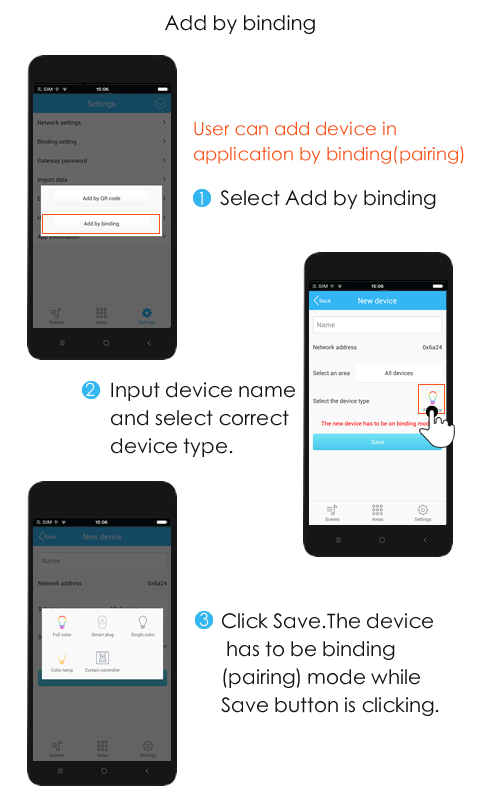 Add by binding
X SIM 15:06
Settings
Network settings
Binding setting
Gateway password
Import data
Add by QR code
Add by binding
App information
Scenes Areas Settings
User can add device in
application by binding(pairing)
1 Select Add by binding
X SIM 15:06
Back New device
Name
Network address 0x6a24
Select an area All devices
Select the device type
The new device has to be on binding mod
Save
Scenes Areas Settings
2 Input device name
and select correct
device type.
X SIM 15:06
Back New device
Name
Network address 0x6a24
Full color Smart plug Single color
Color temp Curtain controller
Scenes Areas Settings
3 Click Save.The device
has to be binding
(pairing) mode while
Save button is clicking.